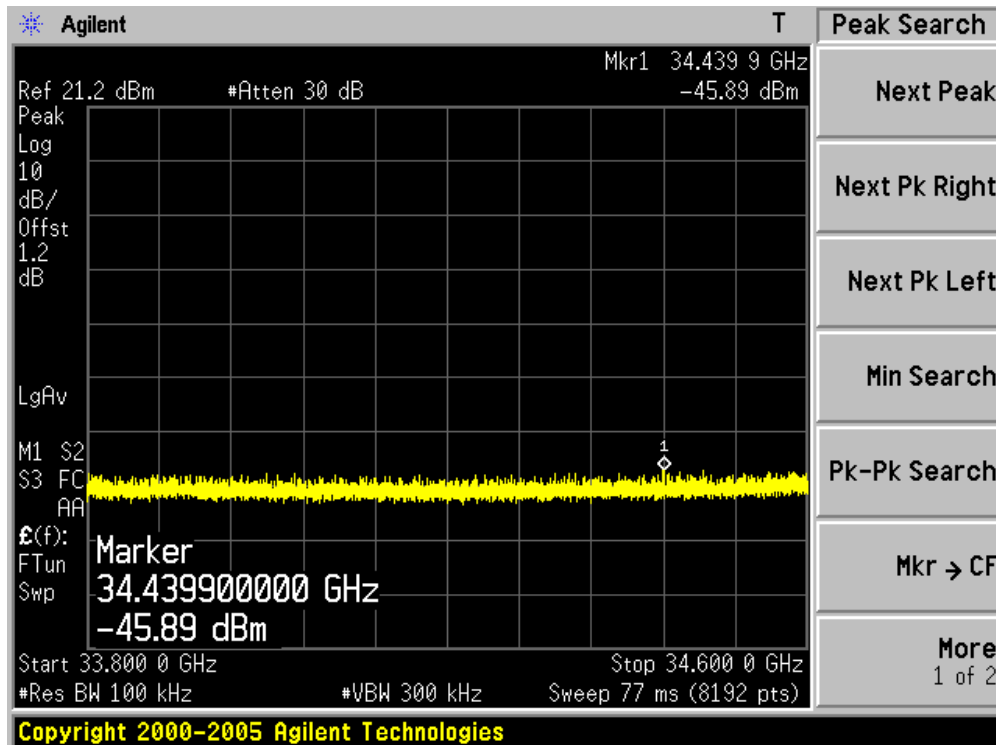 Agilent T Peak Search
Mkr1 34.439 9 GHz
Ref 21.2 dBm #Atten 30 dB -45.89 dBm
Peak
Log
10
dB/
Offst
1.2
dB
LgAv
M1 S2
S3 FC
AA
£(f):
FTun
Swp
1
Marker
34.439900000 GHz
-45.89 dBm
Start 33.800 0 GHz Stop 34.600 0 GHz
#Res BW 100 kHz #VBW 300 kHz Sweep 77 ms (8192 pts)
Copyright 2000-2005 Agilent Technologies
Next Peak
Next Pk Right
Next Pk Left
Min Search
Pk-Pk Search
Mkr → CF
More
1 of 2